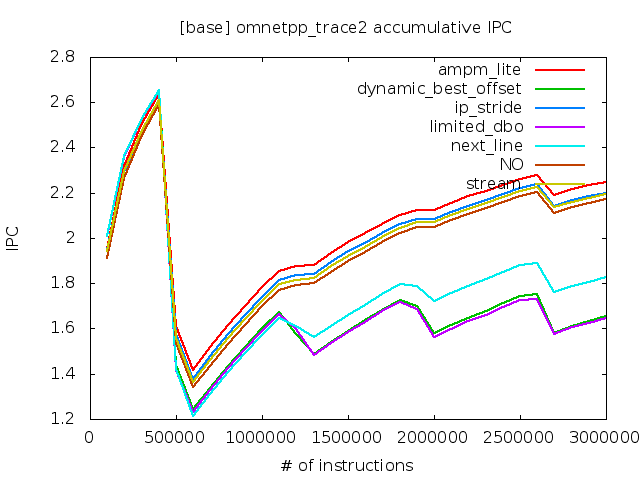 [base] omnetpp_trace2 accumulative IPC
2.8
2.6
2.4
2.2
2
1.8
1.6
1.4
1.2
IPC
ampm_lite
dynamic_best_offset
ip_stride
limited_dbo
next_line
NO
stream
0 500000 1000000 1500000 2000000 2500000 3000000
# of instructions